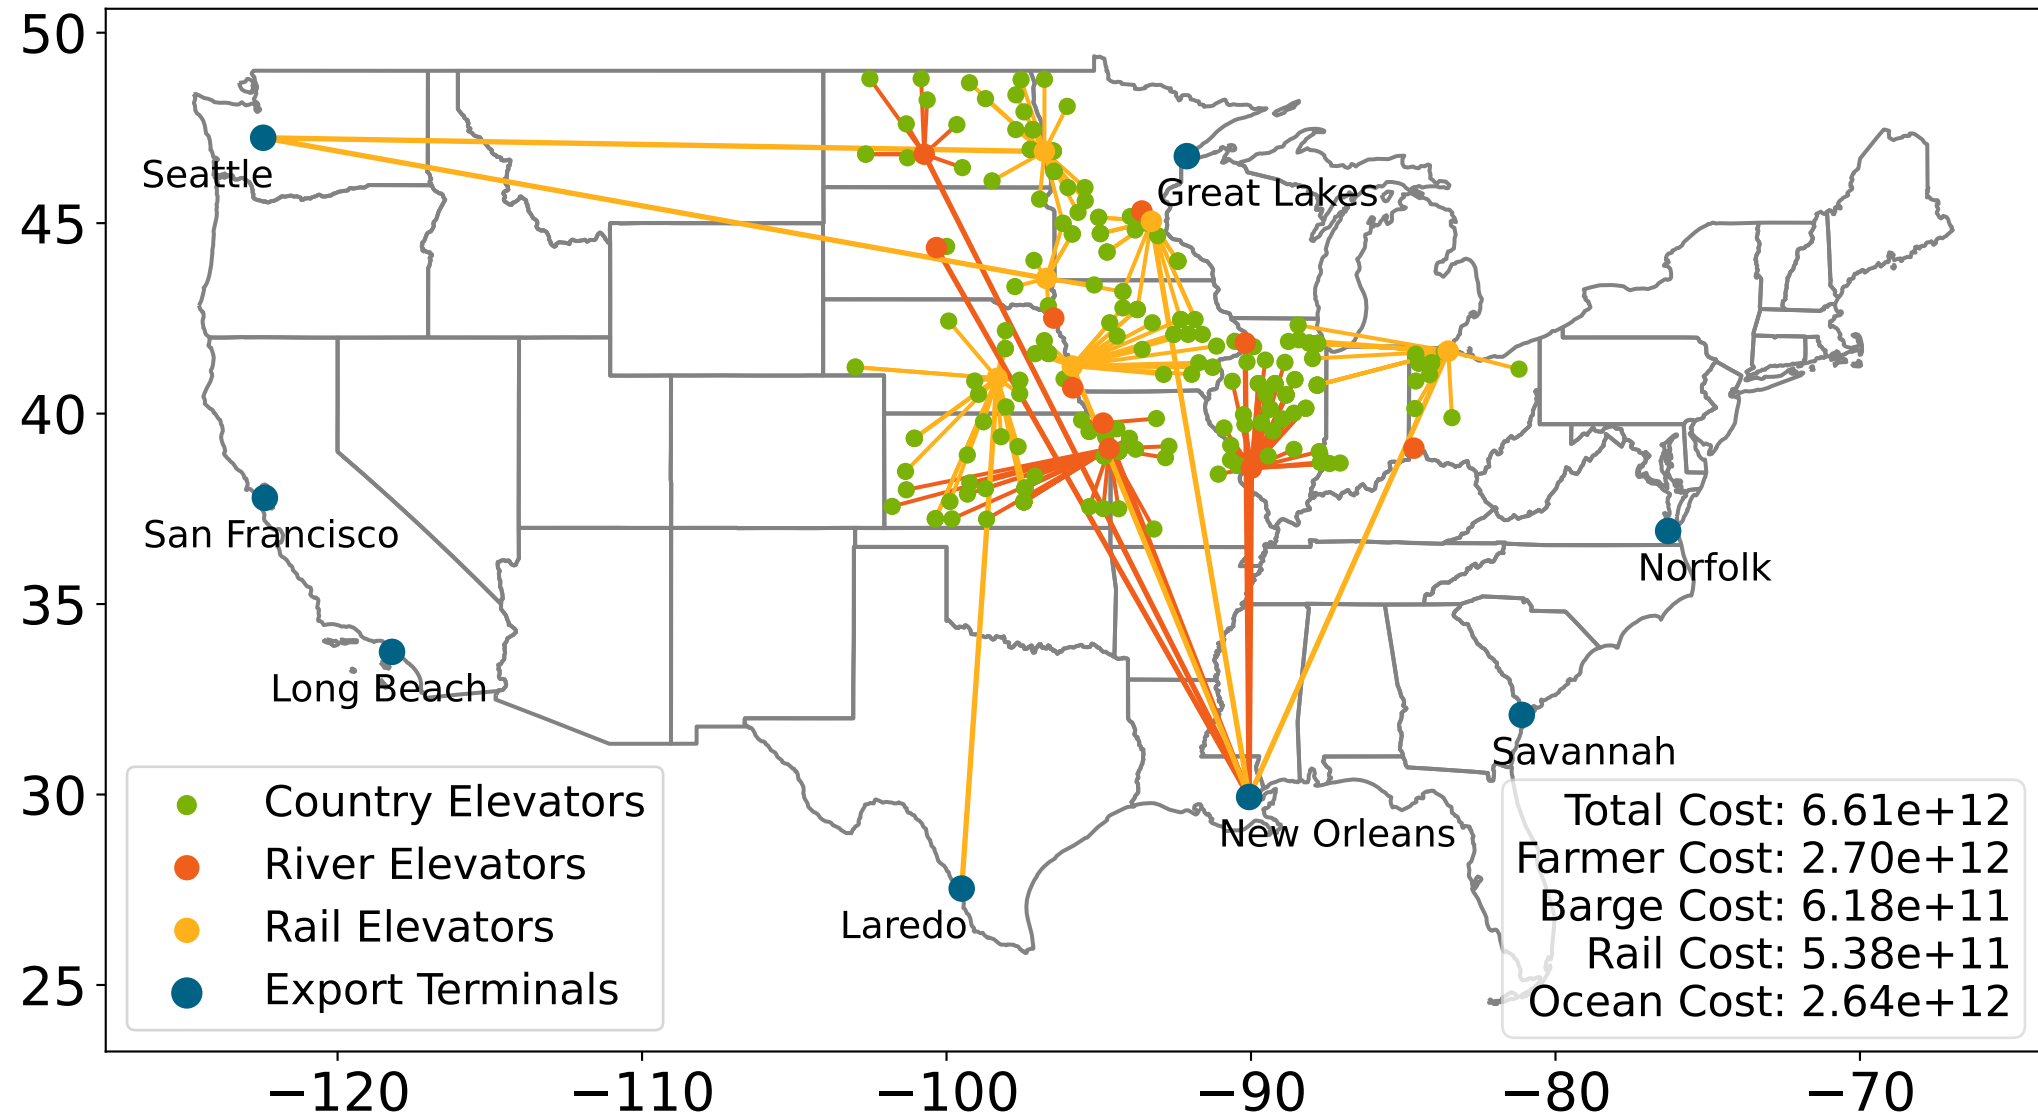 50
45
40
35
30
25
−120
−110
−100
−90
−80
−70
Seattle
Great Lakes
San Francisco
Long Beach
Norfolk
Savannah
New Orleans
Laredo
Country Elevators
River Elevators
Rail Elevators
Export Terminals
Total Cost: 6.61e+12
Farmer Cost: 2.70e+12
Barge Cost: 6.18e+11
Rail Cost: 5.38e+11
Ocean Cost: 2.64e+12